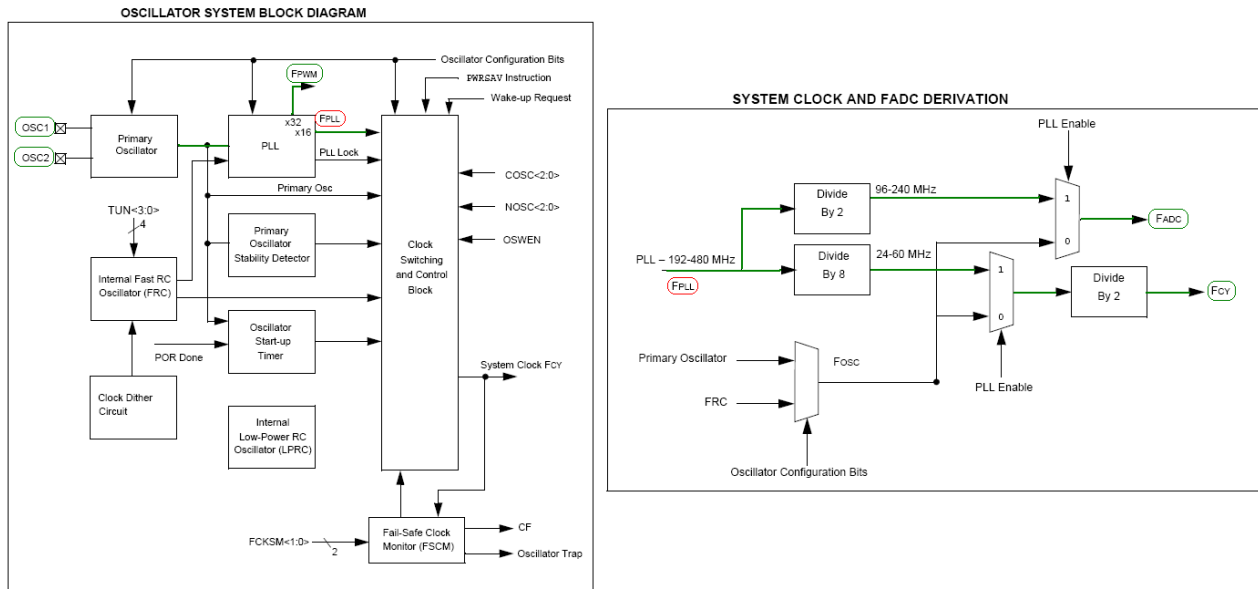 OSCILLATOR SYSTEM BLOCK DIAGRAM
Oscillator Configuration Bits
PWRSAV Instruction
Wake-up Request
FPWM
FPLL
OSC1
OSC2
Primary
Oscillator
x32
x16
PLL
PLL Lock
Primary Osc
COSC<2:0>
NOSC<2:0>
OSWEN
TUN<3:0>
4
Primary
Oscillator
Stability Detector
Clock
Switching
and Control
Block
Internal Fast RC
Oscillator (FRC)
Oscillator
Start-up
Timer
POR Done
System Clock FCY
Clock Dither
Circuit
Internal
Low-Power RC
Oscillator (LPRC)
FCKSM<1:0>
2
Fail-Safe Clock
Monitor (FSCM)
CF
Oscillator Trap
SYSTEM CLOCK AND FADC DERIVATION
PLL Enable
Divide
By 2
96-240 MHz
1
0
FADC
PLL – 192-480 MHz
FPLL
Divide
By 8
24-60 MHz
1
0
Divide
By 2
FCY
Primary Oscillator
FRC
FOSC
PLL Enable
Oscillator Configuration Bits